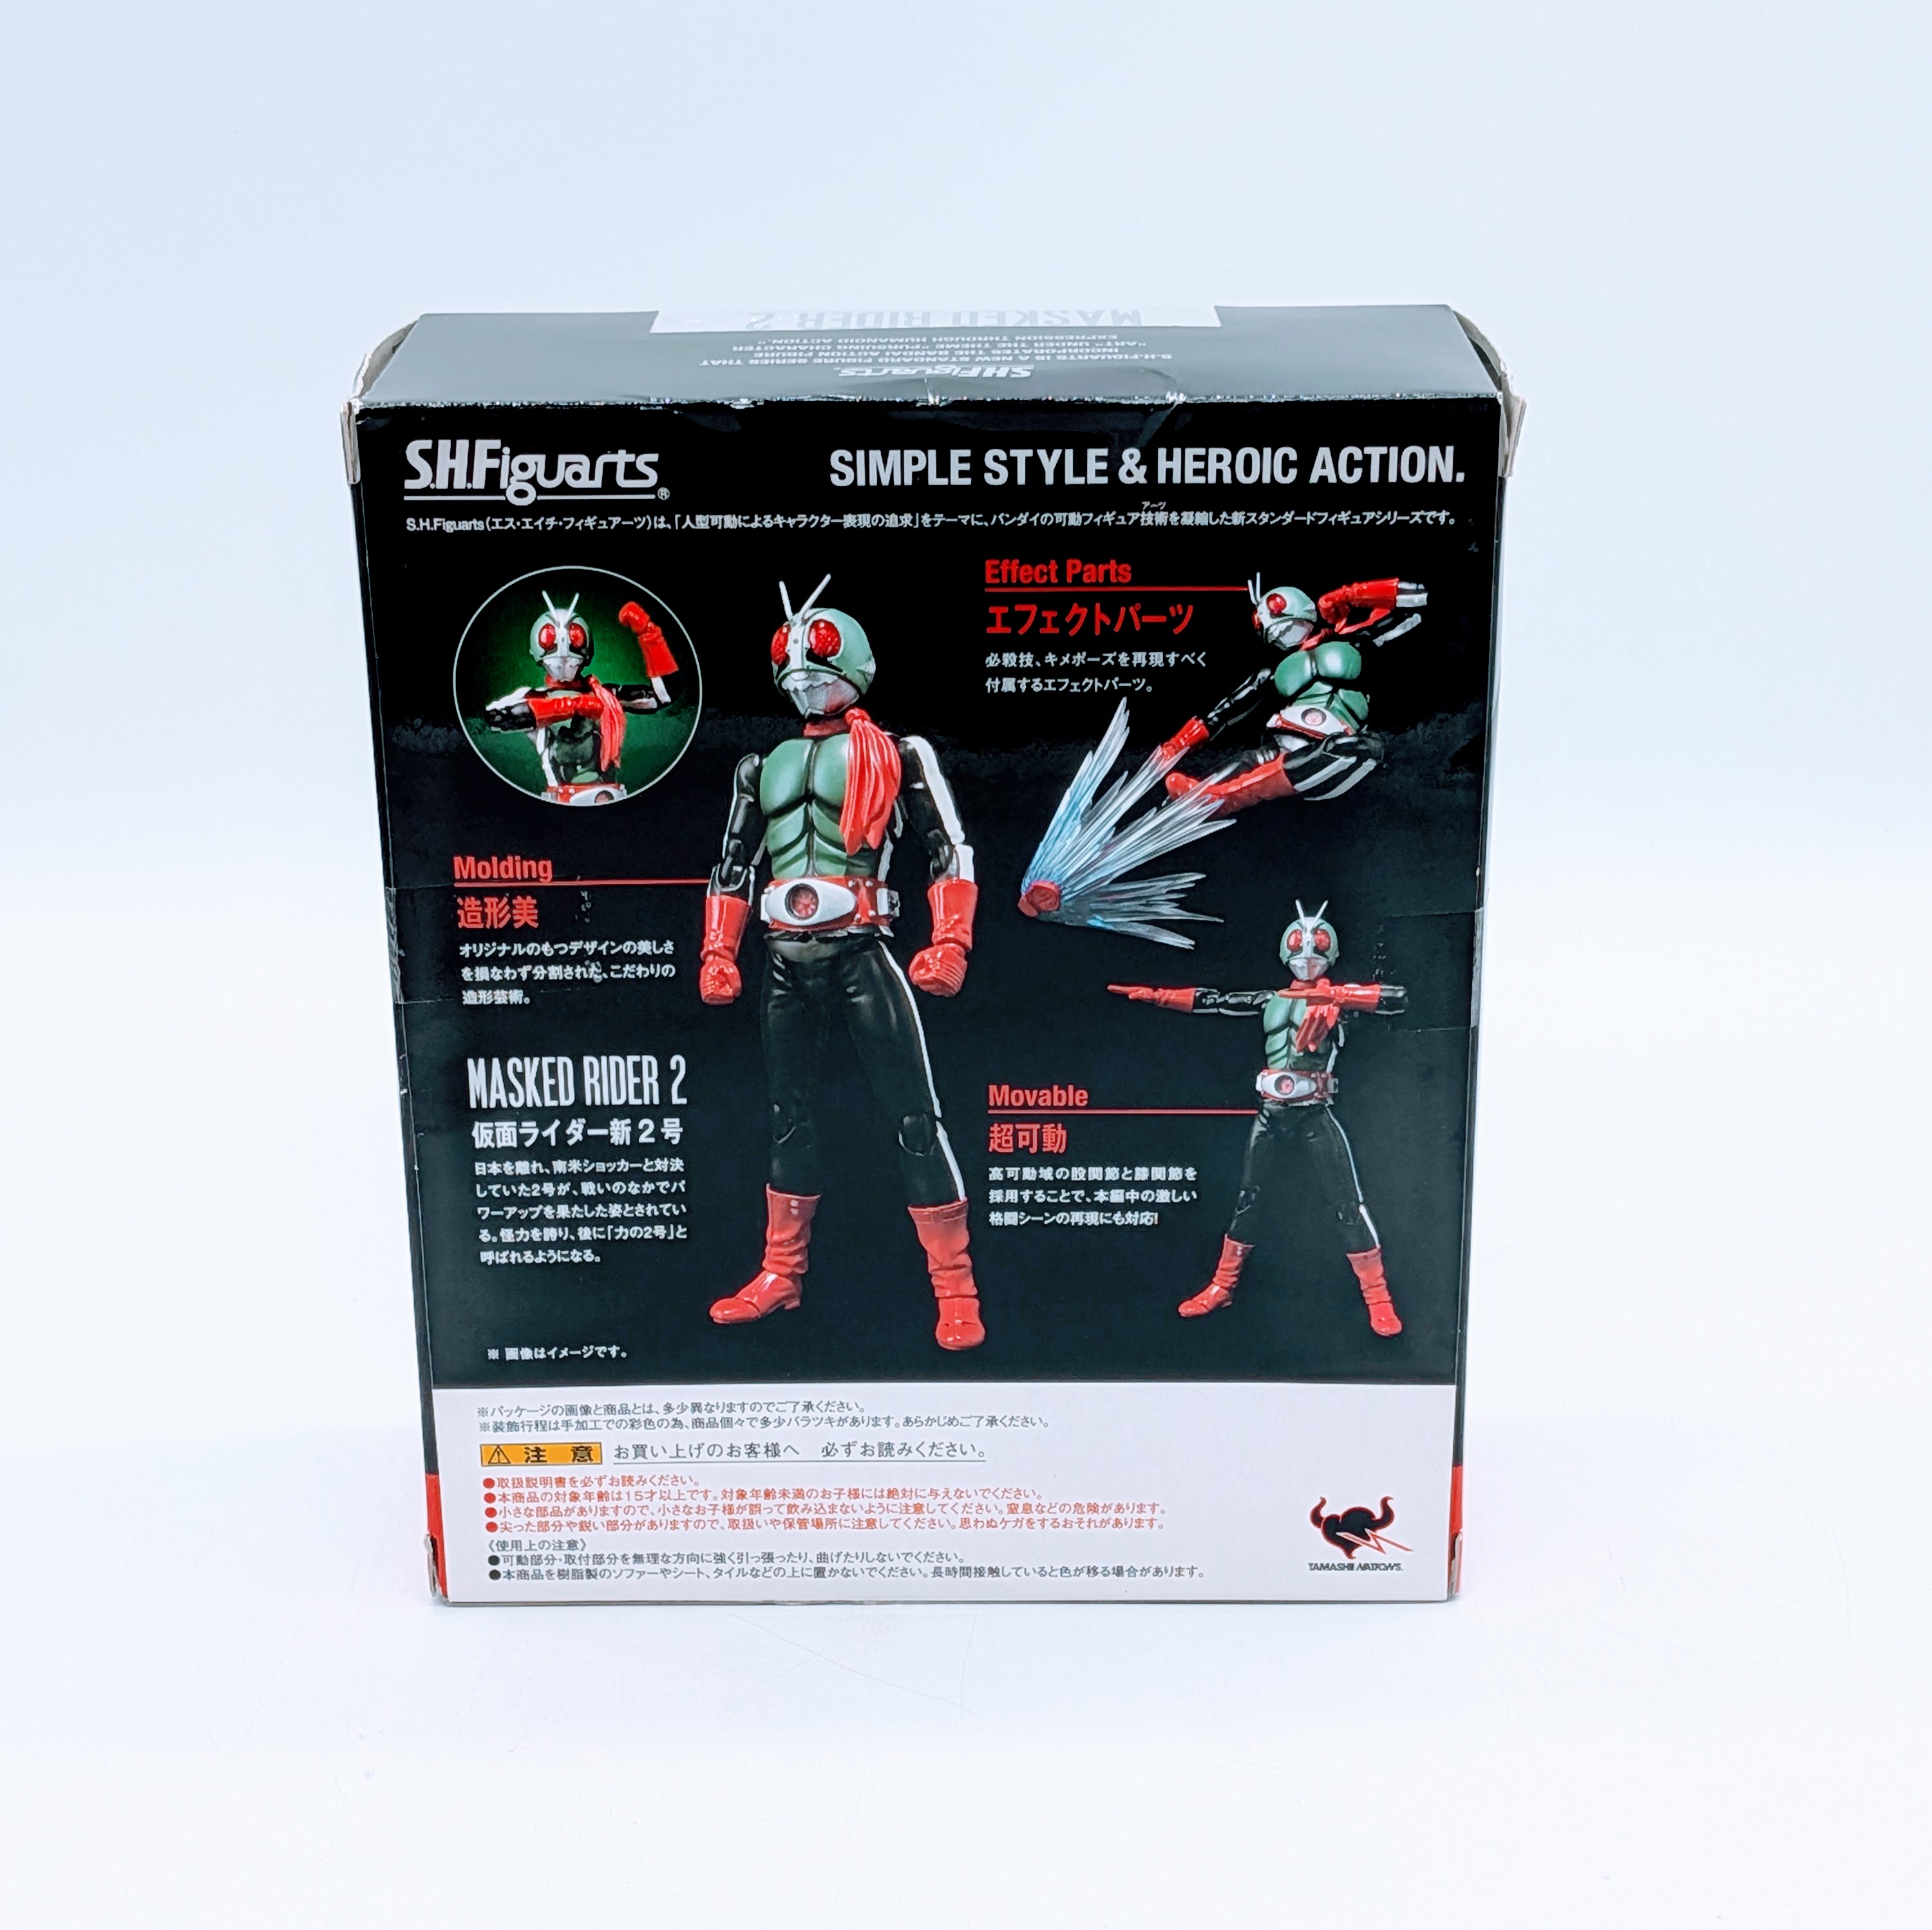 MASKED RIDER 2
EXPRESSION THROUGH HUMANOID ACTION."
"ART" UNDER THE THEME "PURSUING CHARACTER
INCORPORATES THE BANDAI ACTION FIGURE
S.H.FIGUARTS IS A NEW STANDARD FIGURE SERIES THAT
S.H.Figuarts
S.H.Figuarts®
SIMPLE STYLE & HEROIC ACTION.
アーツ
S.H.Figuarts(エス・エイチ・フィギュアーツ)は、「人型可動によるキャラクター表現の追求」をテーマに、バンダイの可動フィギュア技術を凝縮した新スタンダードフィギュアシリーズです。
Effect Parts
エフェクトパーツ
必殺技、キメポーズを再現すべく
付属するエフェクトパーツ。
Molding
造形美
オリジナルのもつデザインの美しさ
を損なわず分割された、こだわりの
造形芸術。
MASKED RIDER 2
仮面ライダー新2号
日本を離れ、南米ショッカーと対決
していた2号が、戦いのなかでパ
ワーアップを果たした姿とされてい
る。怪力を誇り、後に「力の2号」と
呼ばれるようになる。
Movable
超可動
高可動域の股関節と膝関節を
採用することで、本編中の激しい
格闘シーンの再現にも対応!
※ 画像はイメージです。
※パッケージの画像と商品とは、多少異なりますのでご了承ください。
※装飾行程は手加工での彩色の為、商品個々で多少バラツキがあります。あらかじめご了承ください。
注 意 お買い上げのお客様へ 必ずお読みください。
●取扱説明書を必ずお読みください。
●本商品の対象年齢は15才以上です。対象年齢未満のお子様には絶対に与えないでください。
●小さな部品がありますので、小さなお子様が誤って飲み込まないように注意してください。窒息などの危険があります。
●尖った部分や鋭い部分がありますので、取扱いや保管場所に注意してください。思わぬケガをするおそれがあります。
《使用上の注意》
●可動部分・取付部分を無理な方向に強く引っ張ったり、曲げたりしないでください。
●本商品を樹脂製のソファーやシート、タイルなどの上に置かないでください。長時間接触していると色が移る場合があります。
TAMASHII NATIONS.